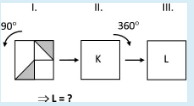 I. II. III.
90° 360°
K L
⇒ L = ?